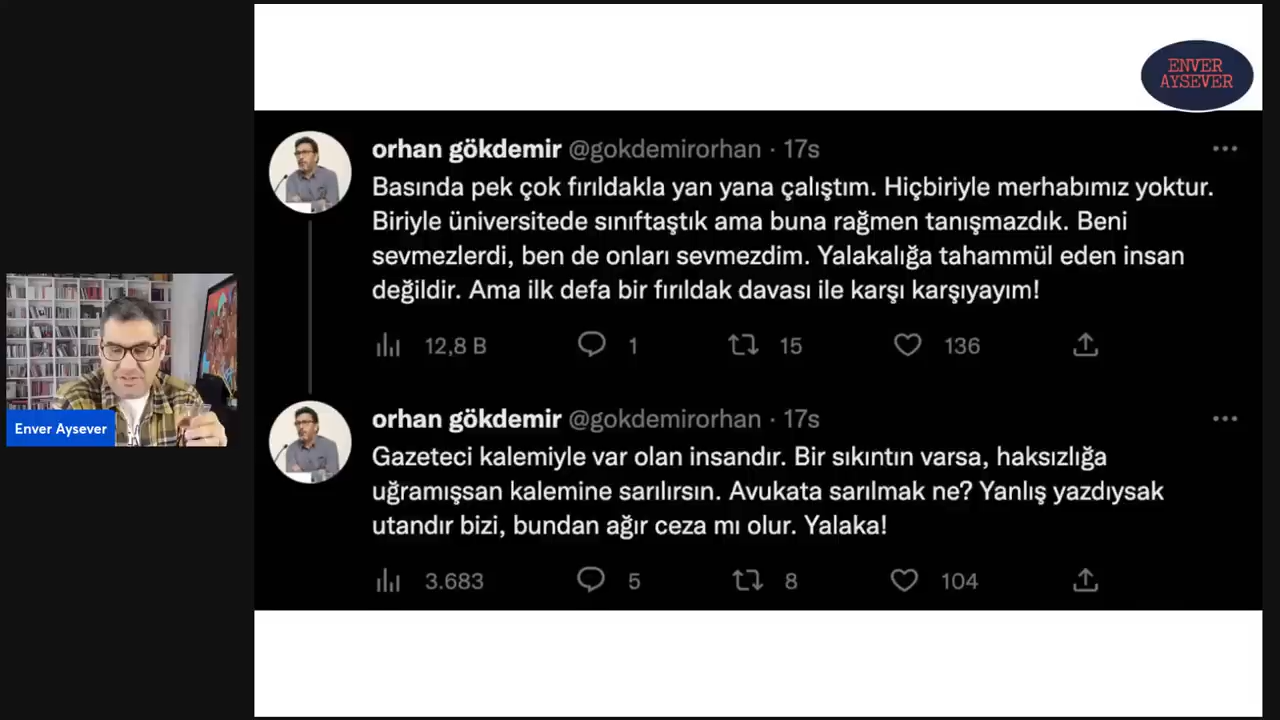 ENVER
AYSEVER
orhan gökdemir @gokdemirorhan · 17s
Basında pek çok fırıldakla yan yana çalıştım. Hiçbiriyle merhabımız yoktur.
Biriyle üniversitede sınıftaştık ama buna rağmen tanışmazdık. Beni
sevmezlerdi, ben de onları sevmezdim. Yalakalığa tahammül eden insan
değildir. Ama ilk defa bir fırıldak davası ile karşı karşıyayım!
12,8 B 1 15 136
orhan gökdemir @gokdemirorhan · 17s
Gazeteci kalemiyle var olan insandır. Bir sıkıntın varsa, haksızlığa
uğramışsan kalemine sarılırsın. Avukata sarılmak ne? Yanlış yazdıysak
utandır bizi, bundan ağır ceza mı olur. Yalaka!
3.683 5 8 104
Enver Aysever